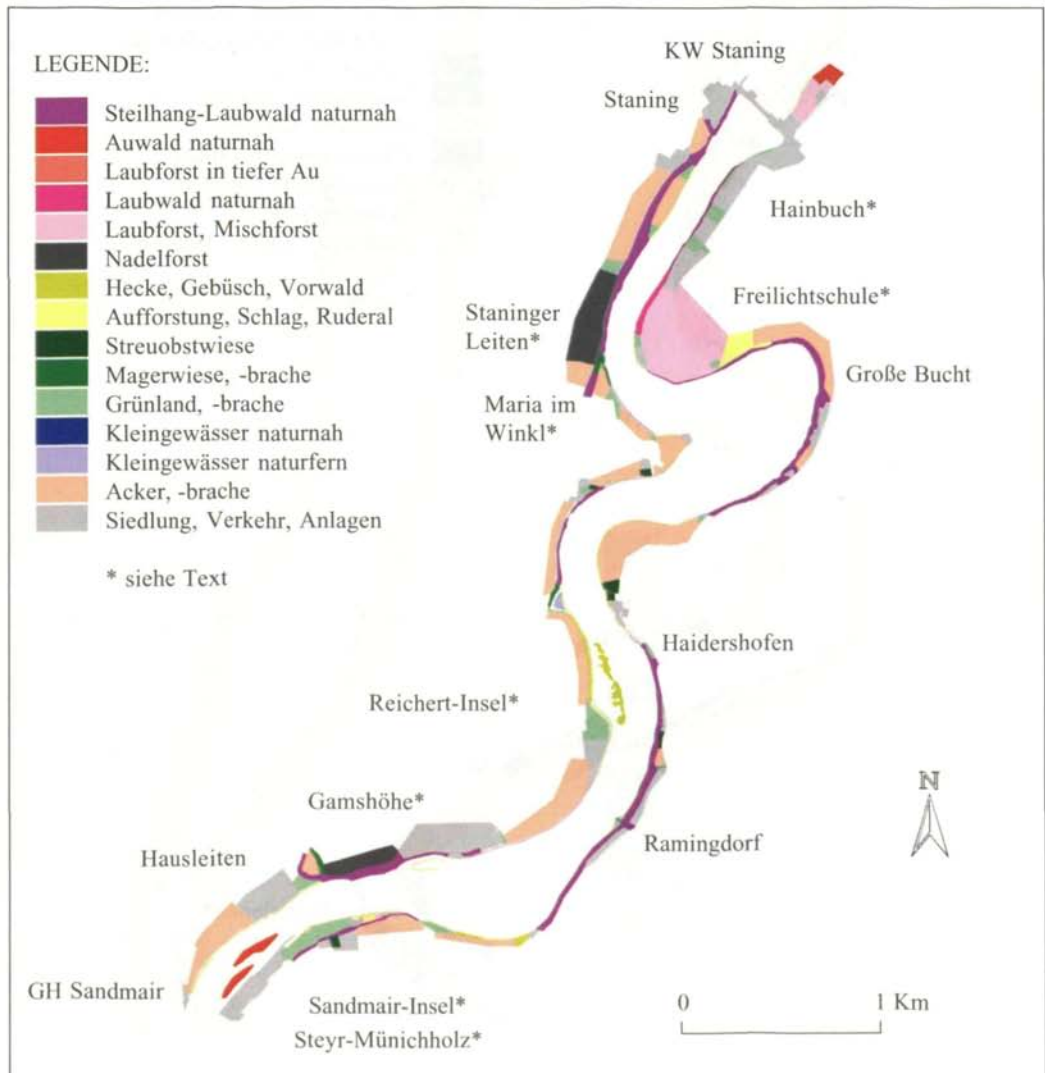 LEGENDE:
Steilhang-Laubwald naturnah
Auwald naturnah
Laubforst in tiefer Au
Laubwald naturnah
Laubforst, Mischforst
Nadelforst
Hecke, Gebüsch, Vorwald
Aufforstung, Schlag, Ruderal
Streuobstwiese
Magerwiese, -brache
Grünland, -brache
Kleingewässer naturnah
Kleingewässer naturfern
Acker, -brache
Siedlung, Verkehr, Anlagen
* siehe Text
KW Staning
Staning
Hainbuch*
Freilichtschule*
Staninger
Leiten*
Große Bucht
Maria im
Winkl*
Haidershofen
Reichert-Insel*
Gamshöhe*
Ramingdorf
Hausleiten
GH Sandmair
Sandmair-Insel*
Steyr-Münichholz*
N
0 1 Km